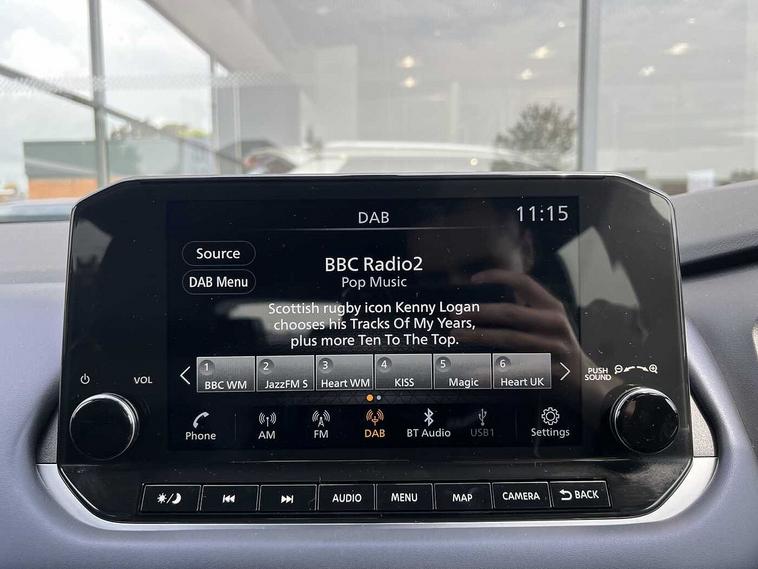 DAB
11:15
Source
DAB Menu
BBC Radio2
Pop Music
Scottish rugby icon Kenny Logan
chooses his Tracks Of My Years,
plus more Ten To The Top.
1 BBC WM
2 JazzFM S
3 Heart WM
4 KISS
5 Magic
6 Heart UK
VOL
PUSH
SOUND
Phone
AM
FM
DAB
BT Audio
USB1
Settings
AUDIO
MENU
MAP
CAMERA
BACK